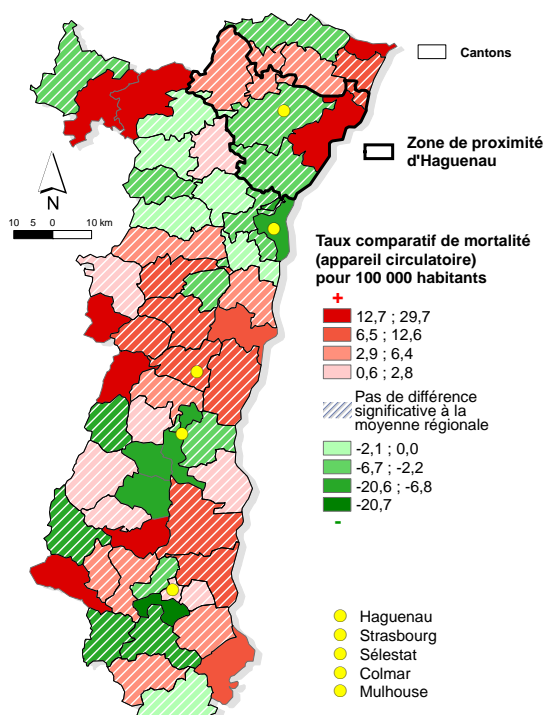 Cantons
Zone de proximité
d'Haguenau
N
10 5 0 10 km
Taux comparatif de mortalité
(appareil circulatoire)
pour 100 000 habitants
+
12,7 ; 29,7
6,5 ; 12,6
2,9 ; 6,4
0,6 ; 2,8
Pas de différence
significative à la
moyenne régionale
-2,1 ; 0,0
-6,7 ; -2,2
-20,6 ; -6,8
-20,7
-
Haguenau
Strasbourg
Sélestat
Colmar
Mulhouse